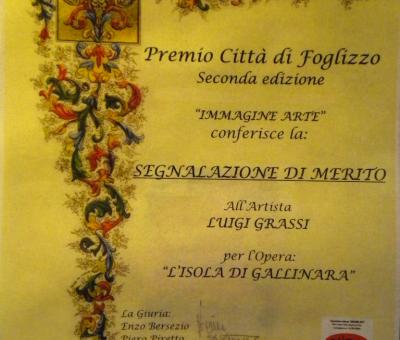 Premio Città di Foglizzo
Seconda edizione
"IMMAGINE ARTE"
conferisce la:
SEGNALAZIONE DI MERITO
All'Artista
LUIGI GRASSI
per l'Opera:
"L'ISOLA DI GALLINARA"
La Giuria:
Enzo Bersezio
Piero Piretto